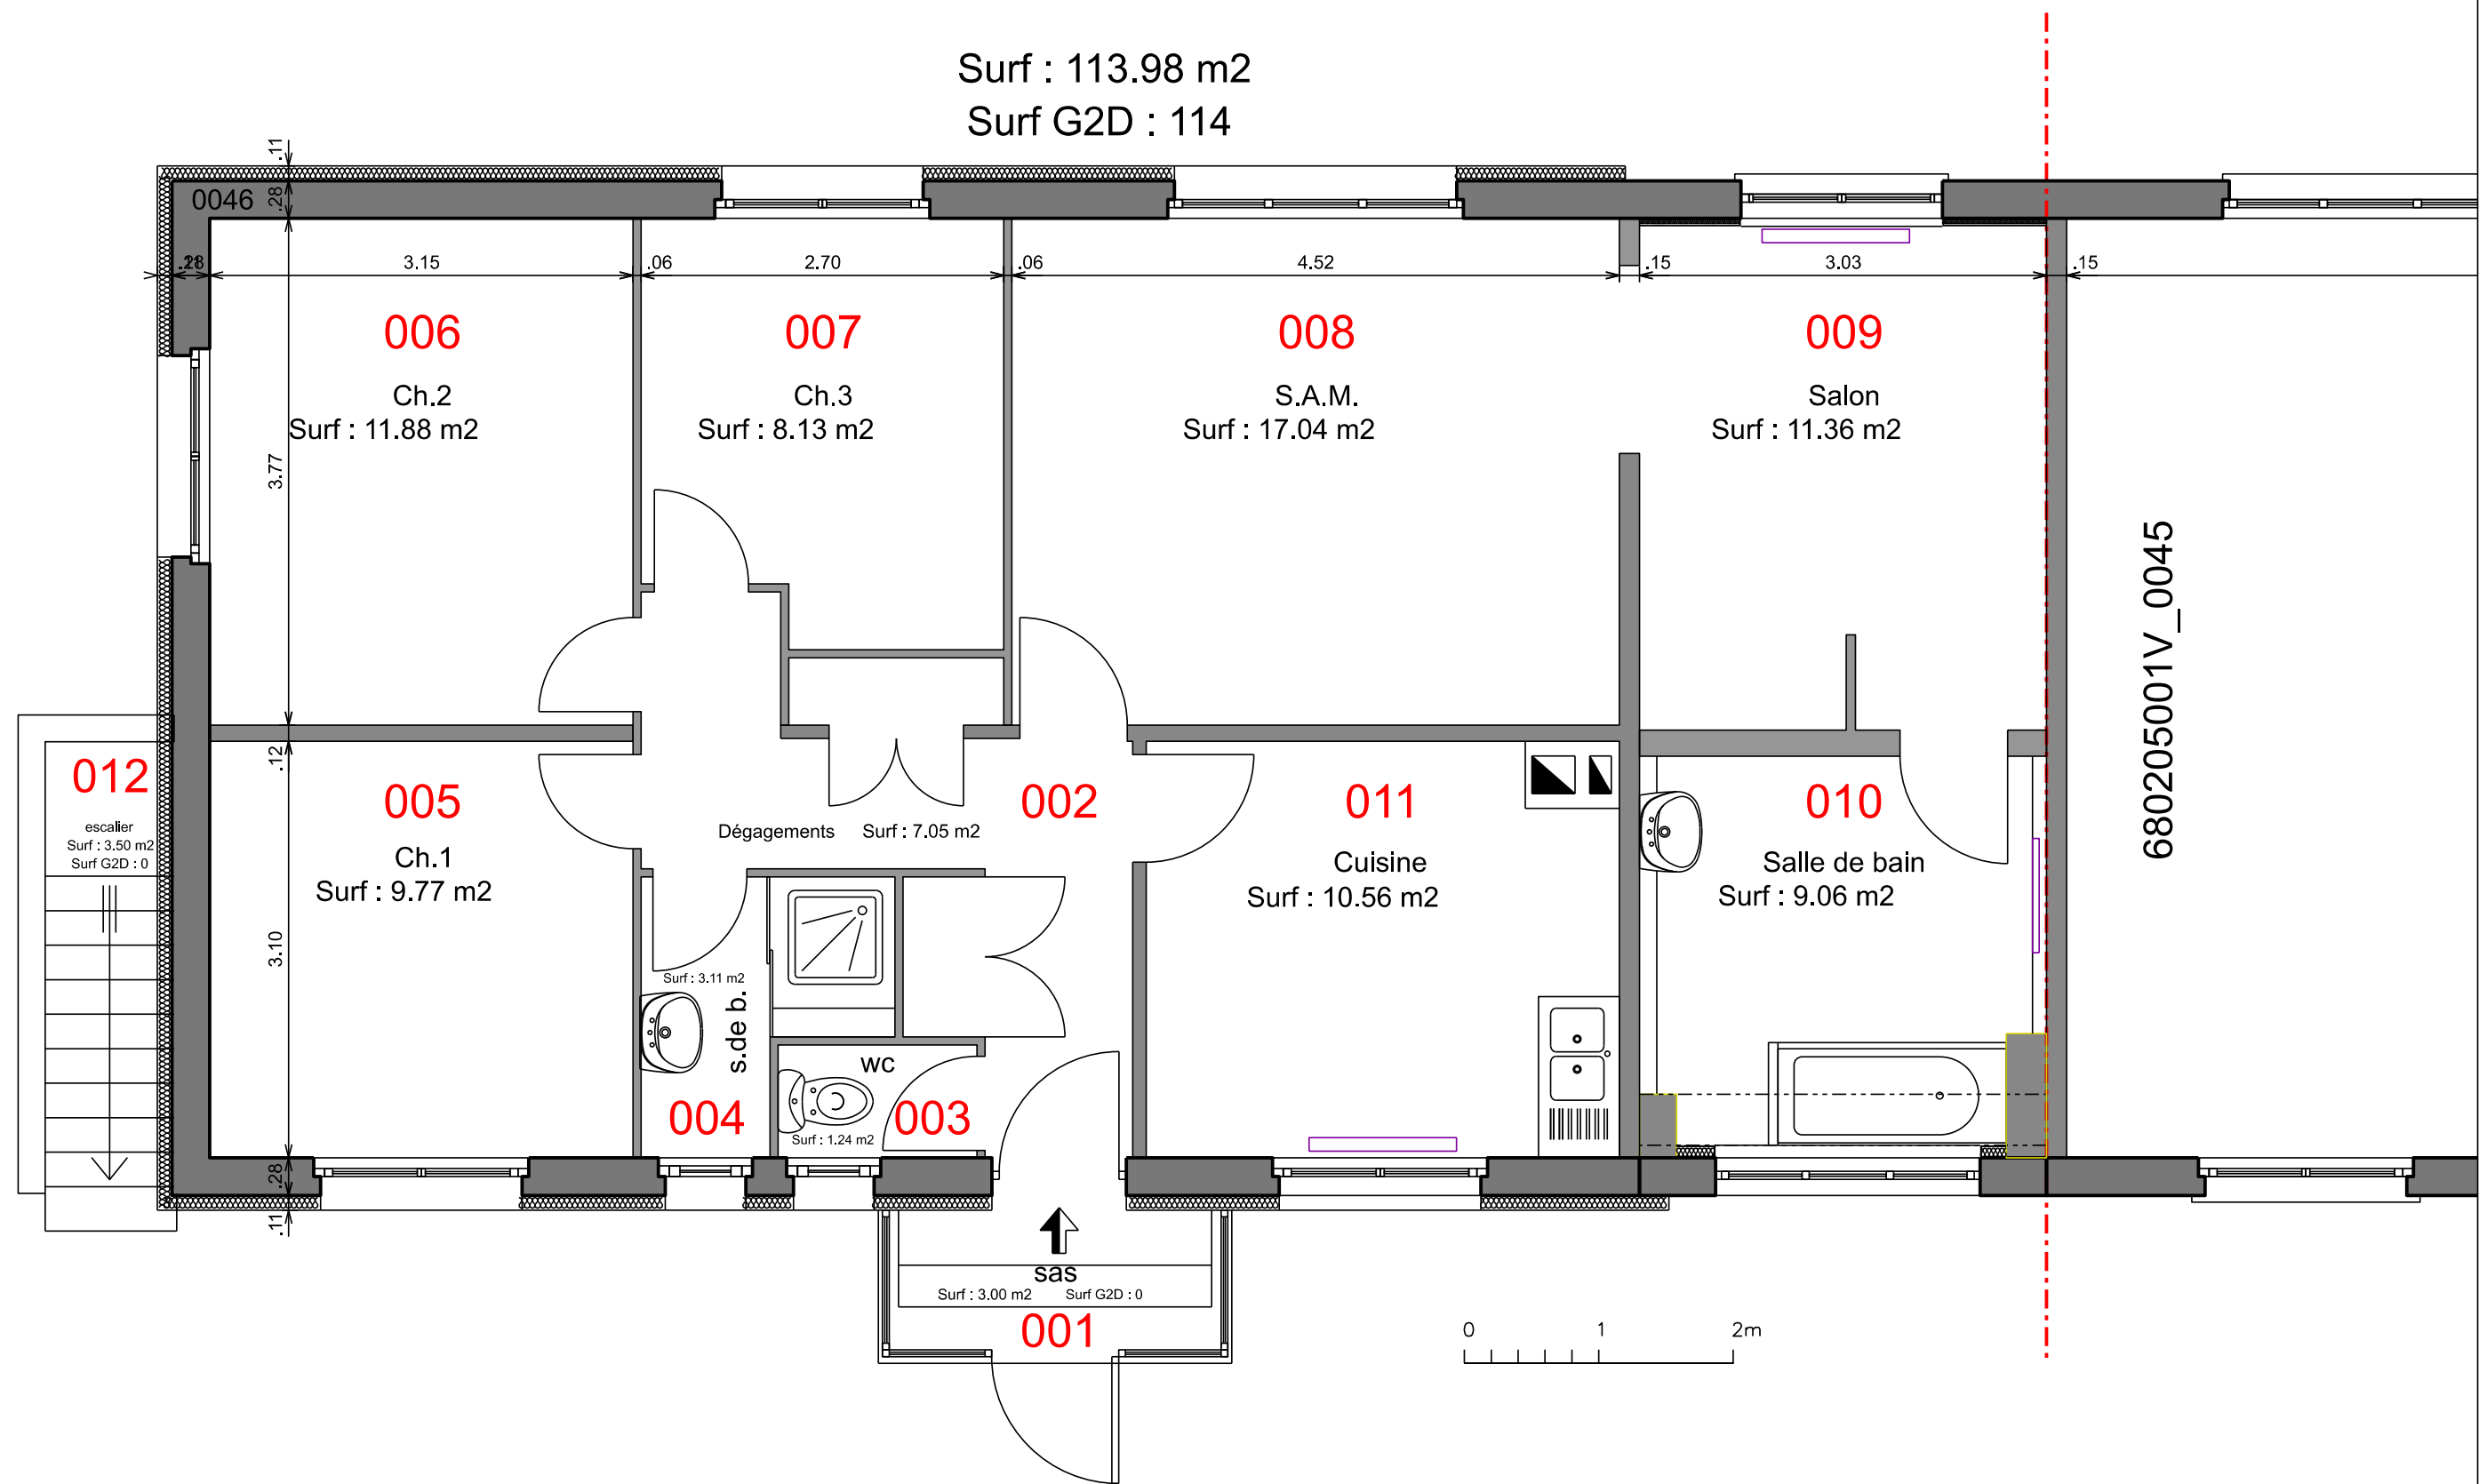 Surf : 113.98 m2
Surf G2D : 114
.11
0046
.28
.28
3.15
.06
2.70
.06
4.52
.15
3.03
.15
006
Ch.2
Surf : 11.88 m2
007
Ch.3
Surf : 8.13 m2
008
S.A.M.
Surf : 17.04 m2
009
Salon
Surf : 11.36 m2
3.77
680205001V_0045
012
escalier
Surf : 3.50 m2
Surf G2D : 0
.12
005
Ch.1
Surf : 9.77 m2
3.10
Dégagements Surf : 7.05 m2
002
011
Cuisine
Surf : 10.56 m2
010
Salle de bain
Surf : 9.06 m2
Surf : 3.11 m2
s.de b.
004
wc
003
Surf : 1.24 m2
.28
.11
sas
Surf : 3.00 m2 Surf G2D : 0
001
0 1 2m